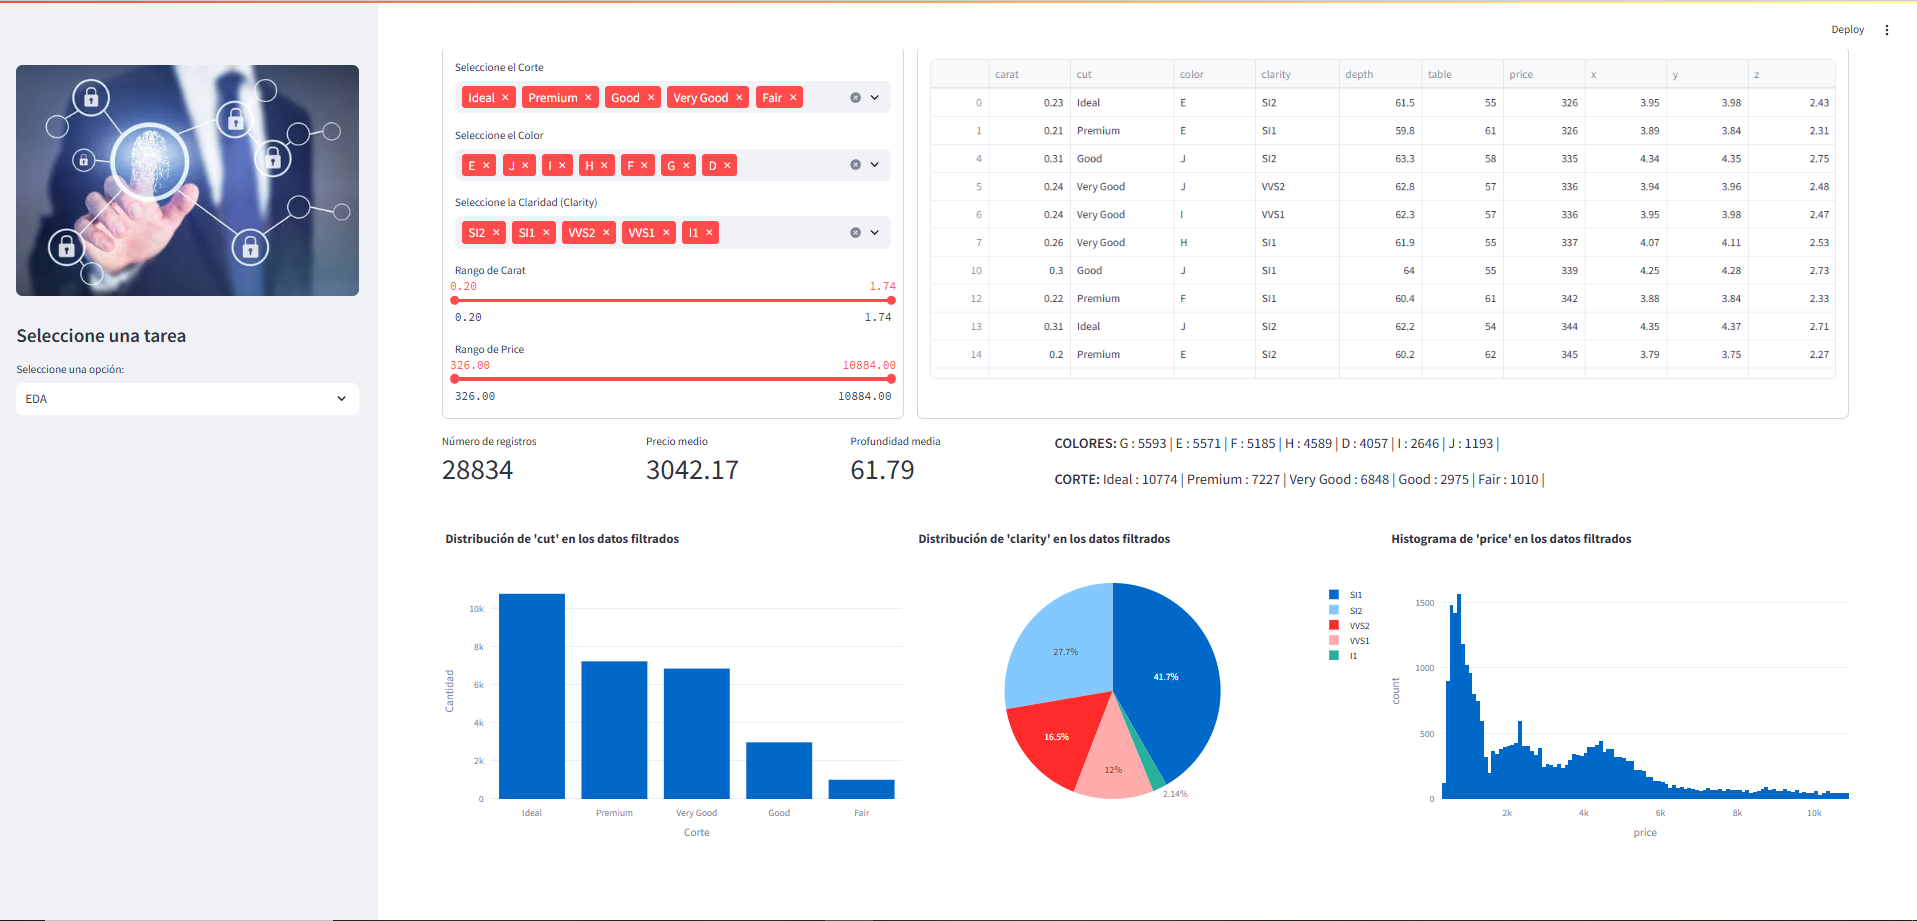 Deploy
Seleccione una tarea
Seleccione una opción:
EDA
Seleccione el Corte
Ideal × Premium × Good × Very Good × Fair ×
Seleccione el Color
E × J × I × H × F × G × D ×
Seleccione la Claridad (Clarity)
SI2 × SI1 × VVS2 × VVS1 × I1 ×
Rango de Carat
0.20 1.74
0.20 1.74
Rango de Price
326.00 10884.00
326.00 10884.00
carat cut color clarity depth table price x y z
0 0.23 Ideal E SI2 61.5 55 326 3.95 3.98 2.43
1 0.21 Premium E SI1 59.8 61 326 3.89 3.84 2.31
4 0.31 Good J SI2 63.3 58 335 4.34 4.35 2.75
5 0.24 Very Good J VVS2 62.8 57 336 3.94 3.96 2.48
6 0.24 Very Good I VVS1 62.3 57 336 3.95 3.98 2.47
7 0.26 Very Good H SI1 61.9 55 337 4.07 4.11 2.53
10 0.3 Good J SI1 64 55 339 4.25 4.28 2.73
12 0.22 Premium F SI1 60.4 61 342 3.88 3.84 2.33
13 0.31 Ideal J SI2 62.2 54 344 4.35 4.37 2.71
14 0.2 Premium E SI2 60.2 62 345 3.79 3.75 2.27
Número de registros
28834
Precio medio
3042.17
Profundidad media
61.79
COLORES: G : 5593 | E : 5571 | F : 5185 | H : 4589 | D : 4057 | I : 2646 | J : 1193 |
CORTE: Ideal : 10774 | Premium : 7227 | Very Good : 6848 | Good : 2975 | Fair : 1010 |
Distribución de 'cut' en los datos filtrados
10k
8k
6k
4k
2k
0
Cantidad
Ideal Premium Very Good Good Fair
Corte
Distribución de 'clarity' en los datos filtrados
27.7%
41.7%
16.5%
12%
2.14%
SI1
SI2
VVS2
VVS1
I1
Histograma de 'price' en los datos filtrados
1500
1000
500
0
count
2k 4k 6k 8k 10k
price